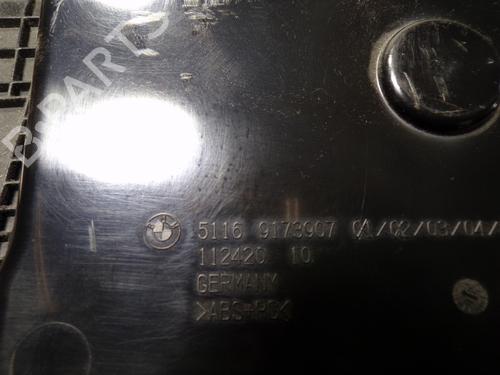 B-PARTS
5116 9173907 01/02/03/04/
112420 10
GERMANY
>ABS+PC<